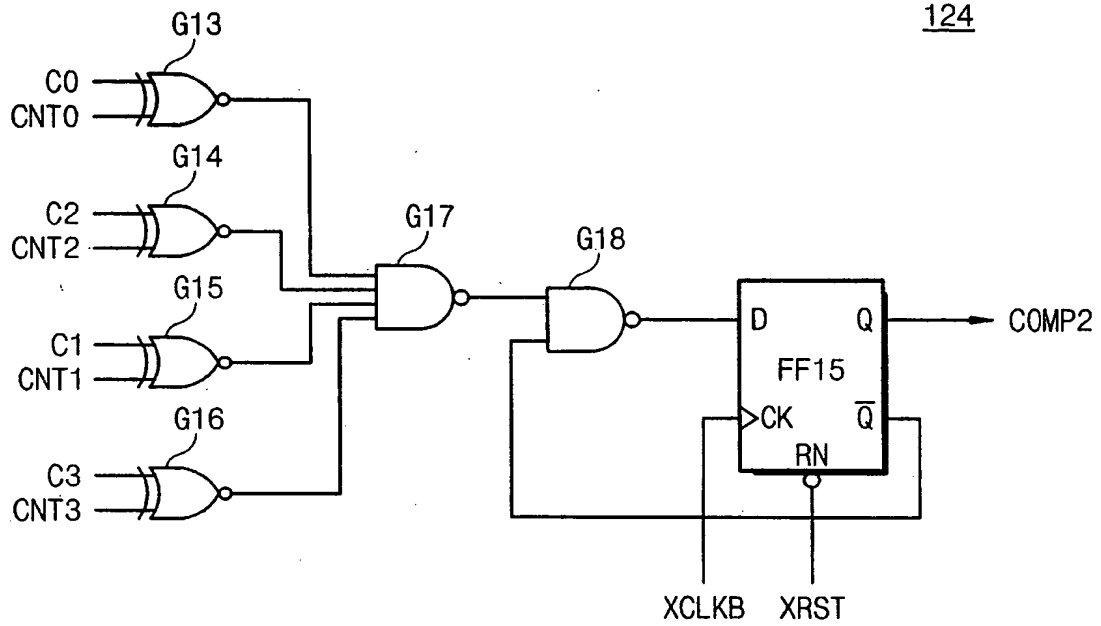 124
G13
C0
CNT0
G14
C2
CNT2
G17
G18
G15
C1
CNT1
D Q
COMP2
FF15
CK Q̅
RN
G16
C3
CNT3
XCLKB XRST